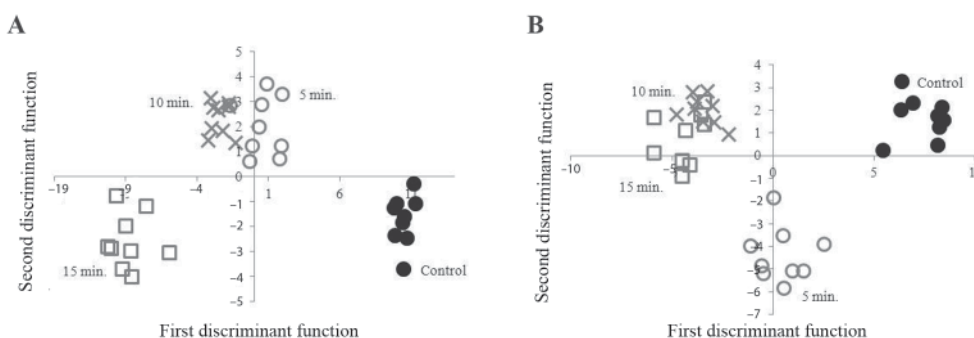 A
Second discriminant function
5
4
3
2
1
0
−1
−2
−3
−4
−5
−19
−9
−4
1
6
10 min.
5 min.
15 min.
Control
First discriminant function
B
Second discriminant function
4
3
2
1
0
−1
−2
−3
−4
−5
−6
−7
−10
0
5
10 min.
15 min.
5 min.
Control
First discriminant function